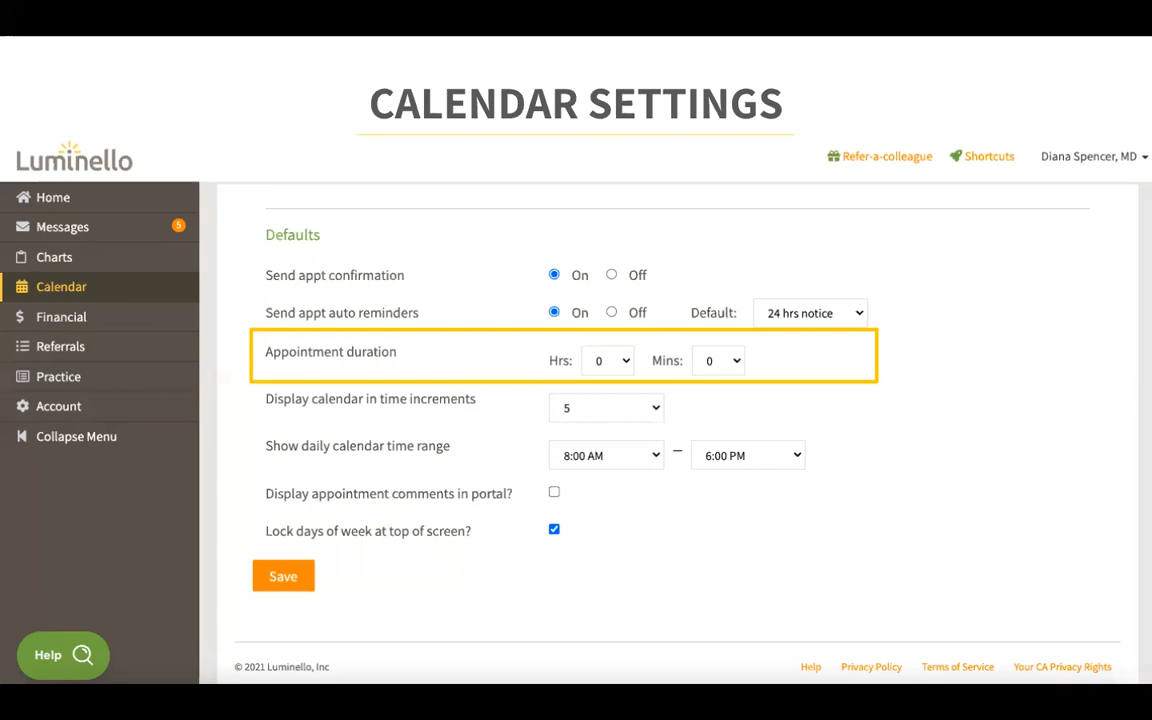 CALENDAR SETTINGS
Luminello
Refer-a-colleague Shortcuts Diana Spencer, MD
Home
Messages 5
Charts
Calendar
Financial
Referrals
Practice
Account
Collapse Menu
Help
Defaults
Send appt confirmation On Off
Send appt auto reminders On Off Default: 24 hrs notice
Appointment duration Hrs: 0 Mins: 0
Display calendar in time increments 5
Show daily calendar time range 8:00 AM – 6:00 PM
Display appointment comments in portal?
Lock days of week at top of screen?
Save
© 2021 Luminello, Inc Help Privacy Policy Terms of Service Your CA Privacy Rights